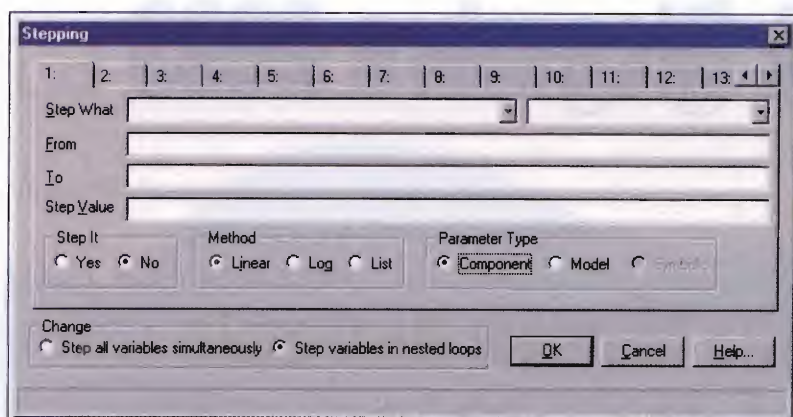 Stepping
1: 2: 3: 4: 5: 6: 7: 8: 9: 10: 11: 12: 13:
Step What
From
To
Step Value
Step It Method Parameter Type
Yes No Linear Log List Component Model Symbolic
Change
Step all variables simultaneously Step variables in nested loops OK Cancel Help...